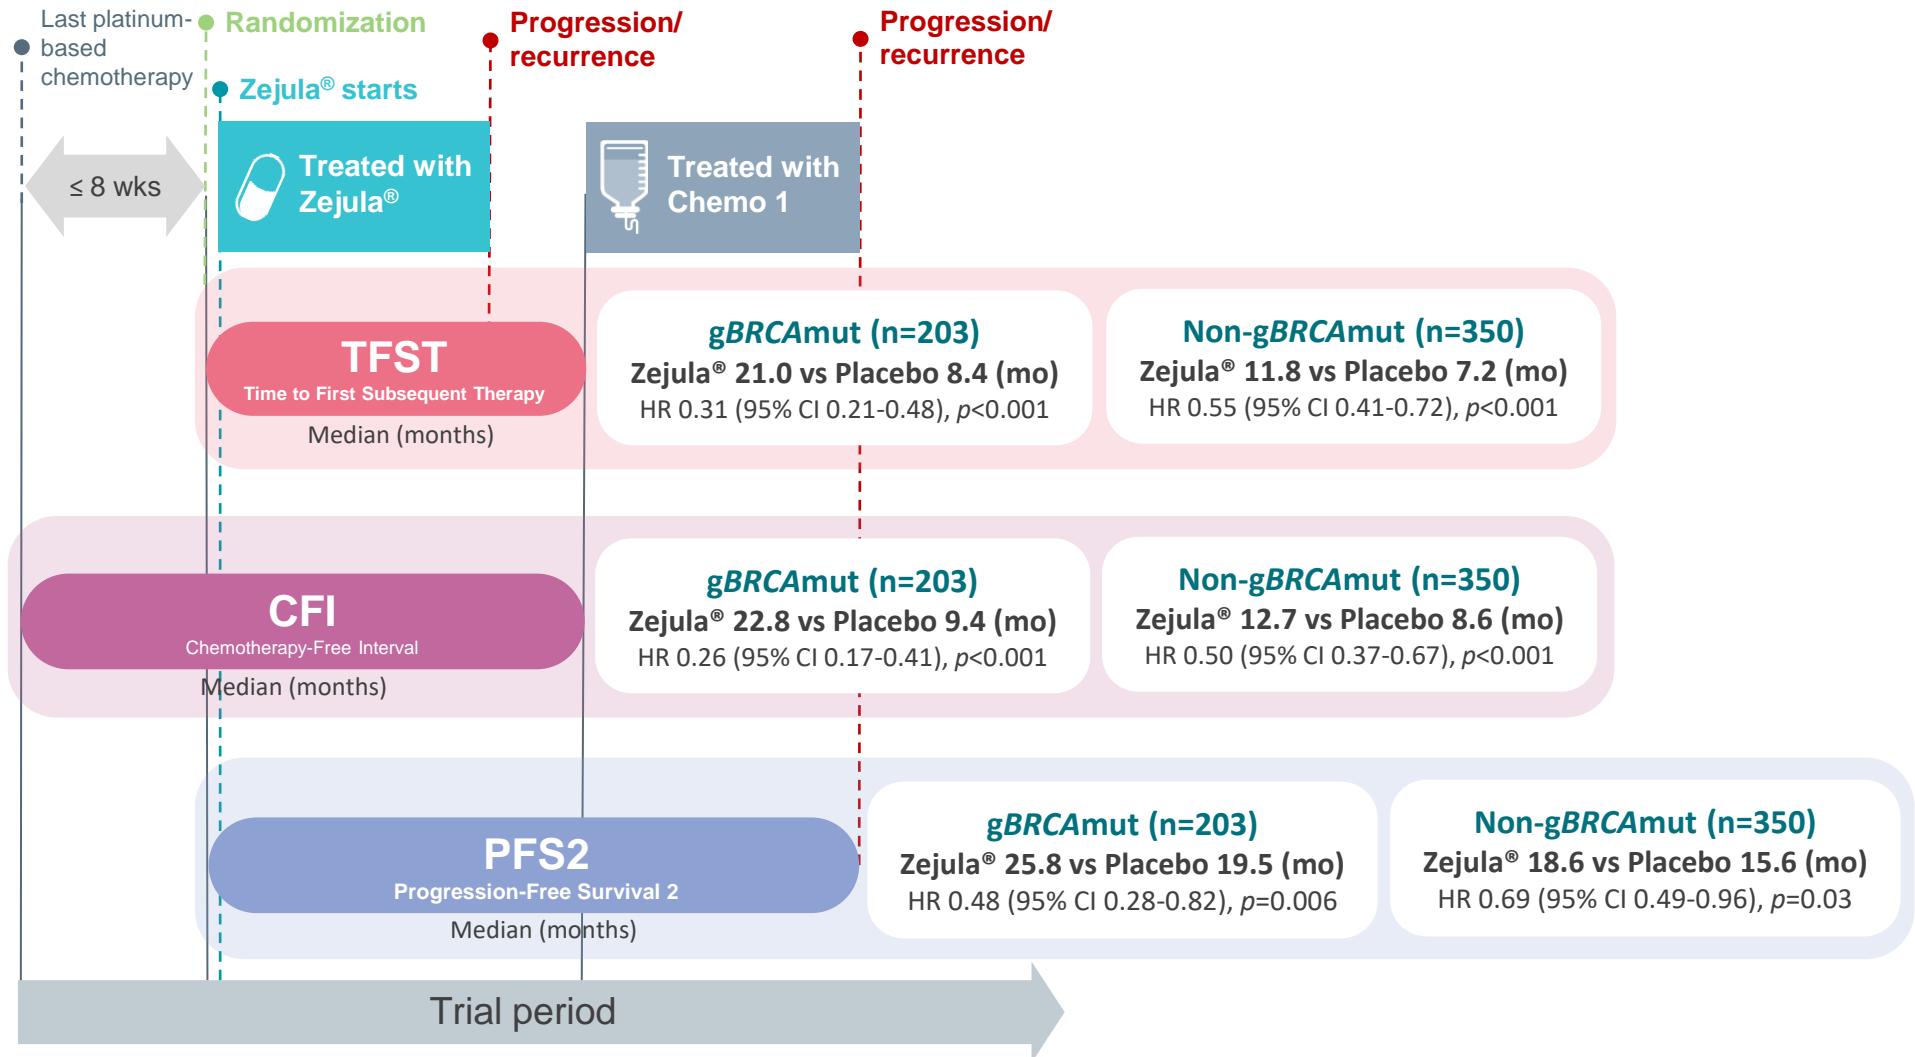 Last platinum-
based
chemotherapy
Randomization
Zejula® starts
Progression/
recurrence
Progression/
recurrence
≤ 8 wks
Treated with
Zejula®
Treated with
Chemo 1
TFST
Time to First Subsequent Therapy
Median (months)
gBRCAmut (n=203)
Zejula® 21.0 vs Placebo 8.4 (mo)
HR 0.31 (95% CI 0.21-0.48), p<0.001
Non-gBRCAmut (n=350)
Zejula® 11.8 vs Placebo 7.2 (mo)
HR 0.55 (95% CI 0.41-0.72), p<0.001
CFI
Chemotherapy-Free Interval
Median (months)
gBRCAmut (n=203)
Zejula® 22.8 vs Placebo 9.4 (mo)
HR 0.26 (95% CI 0.17-0.41), p<0.001
Non-gBRCAmut (n=350)
Zejula® 12.7 vs Placebo 8.6 (mo)
HR 0.50 (95% CI 0.37-0.67), p<0.001
PFS2
Progression-Free Survival 2
Median (months)
gBRCAmut (n=203)
Zejula® 25.8 vs Placebo 19.5 (mo)
HR 0.48 (95% CI 0.28-0.82), p=0.006
Non-gBRCAmut (n=350)
Zejula® 18.6 vs Placebo 15.6 (mo)
HR 0.69 (95% CI 0.49-0.96), p=0.03
Trial period